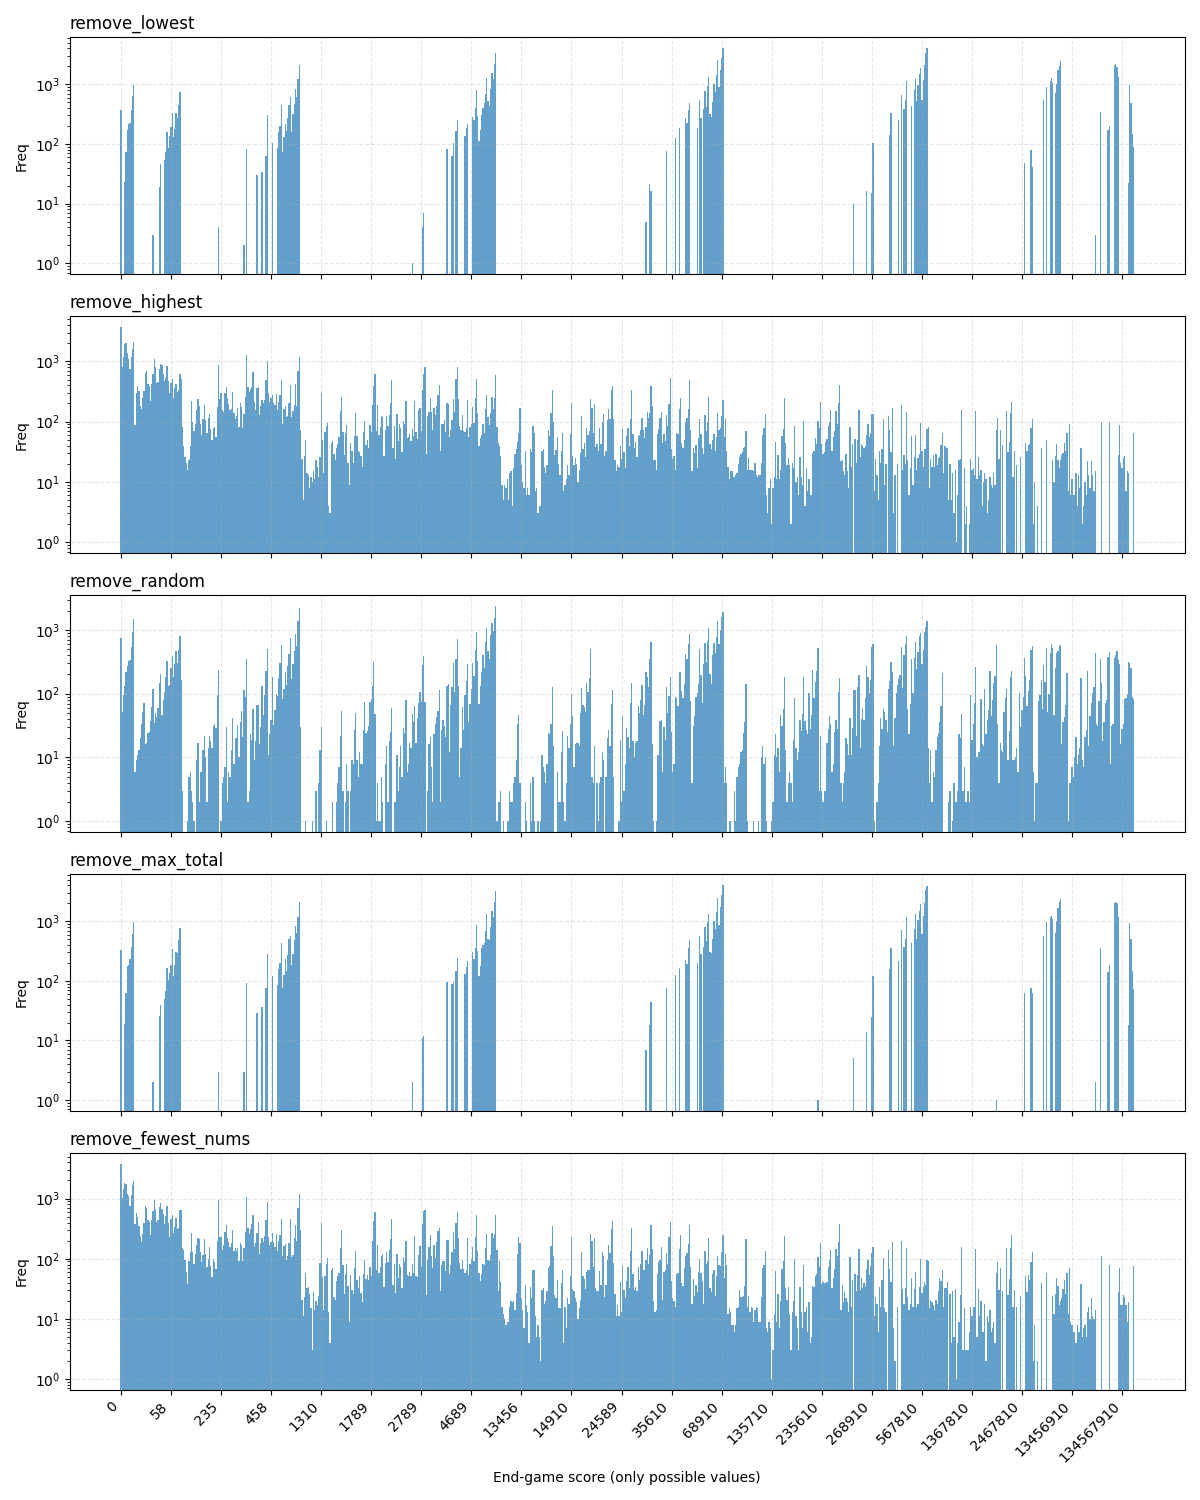 remove_lowest
Freq
10³
10²
10¹
10⁰
remove_highest
Freq
10³
10²
10¹
10⁰
remove_random
Freq
10³
10²
10¹
10⁰
remove_max_total
Freq
10³
10²
10¹
10⁰
remove_fewest_nums
Freq
10³
10²
10¹
10⁰
0 58 235 458 1310 1789 2789 4689 13456 14910 24589 35610 68910 135710 235610 268910 567810 1367810 2467810 13456910 134567910
End-game score (only possible values)